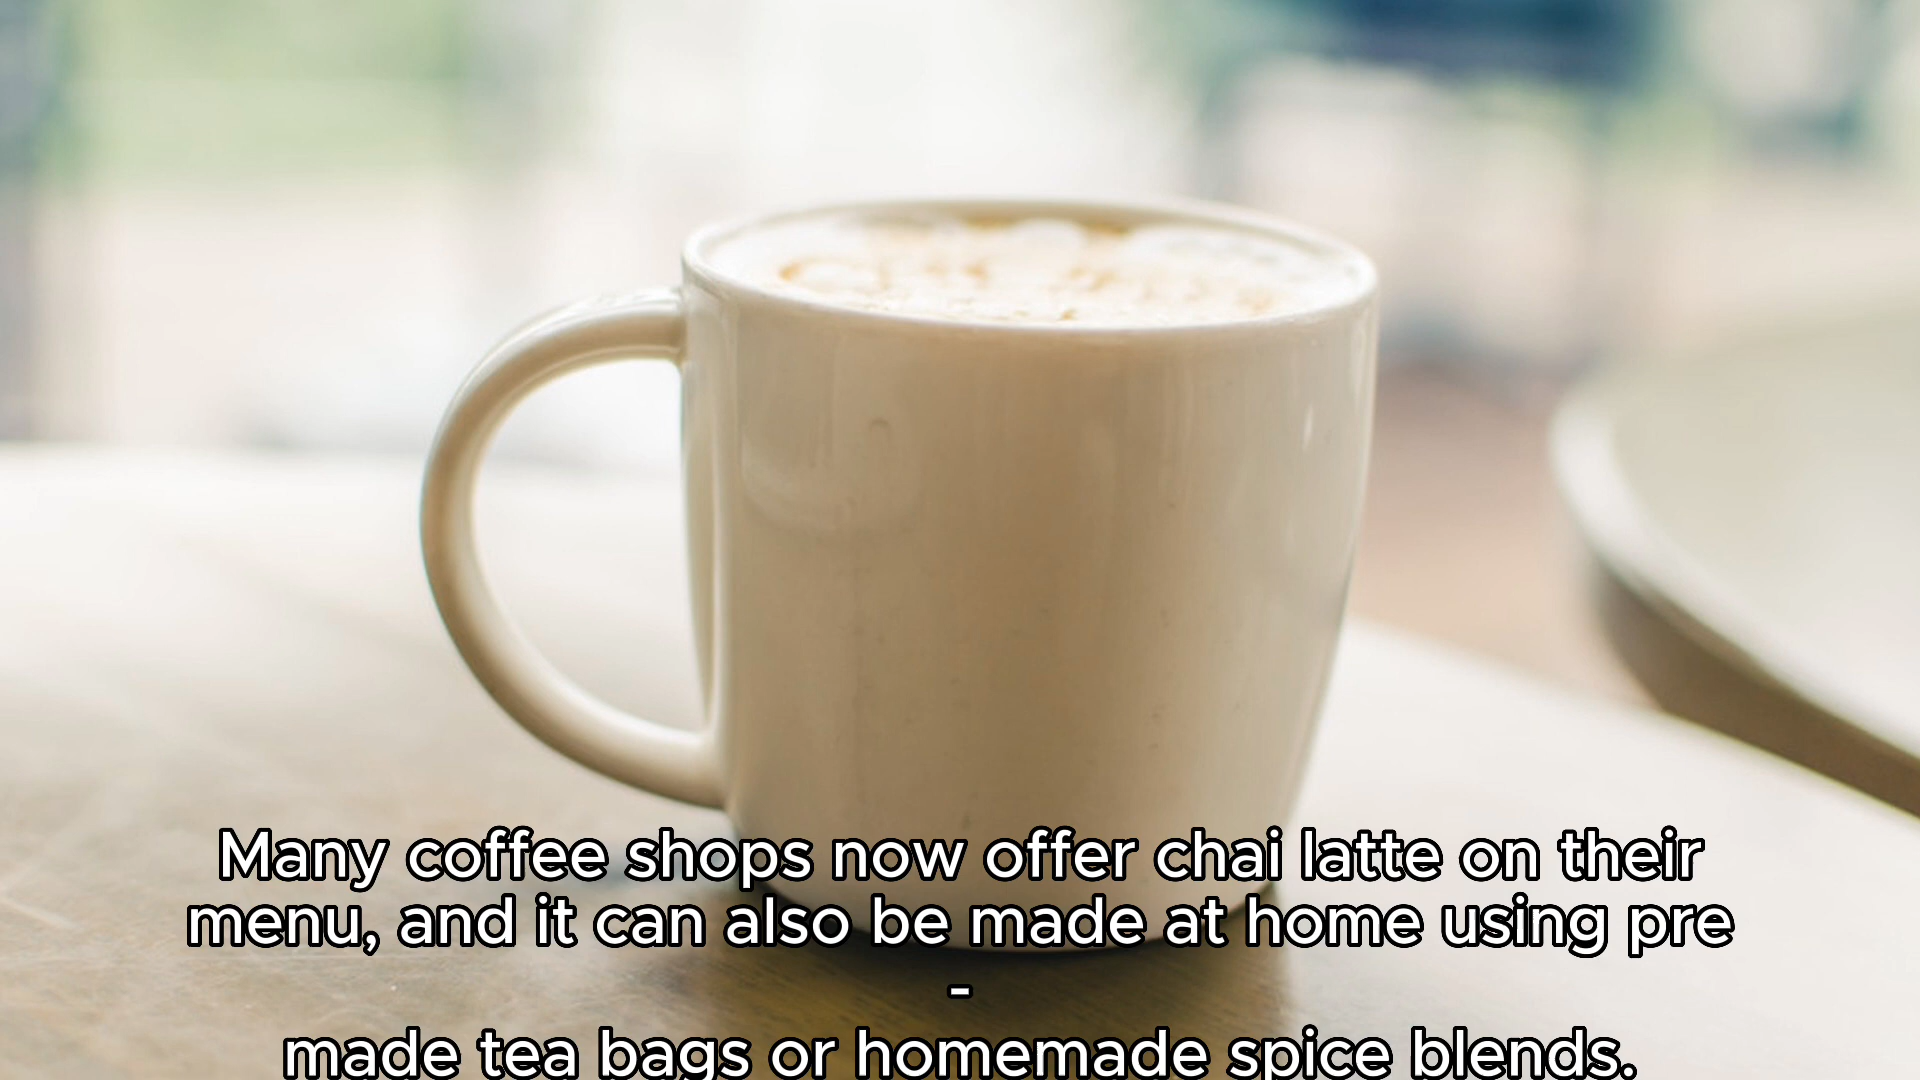 Many coffee shops now offer chai latte on their
menu, and it can also be made at home using pre
-
made tea bags or homemade spice blends.